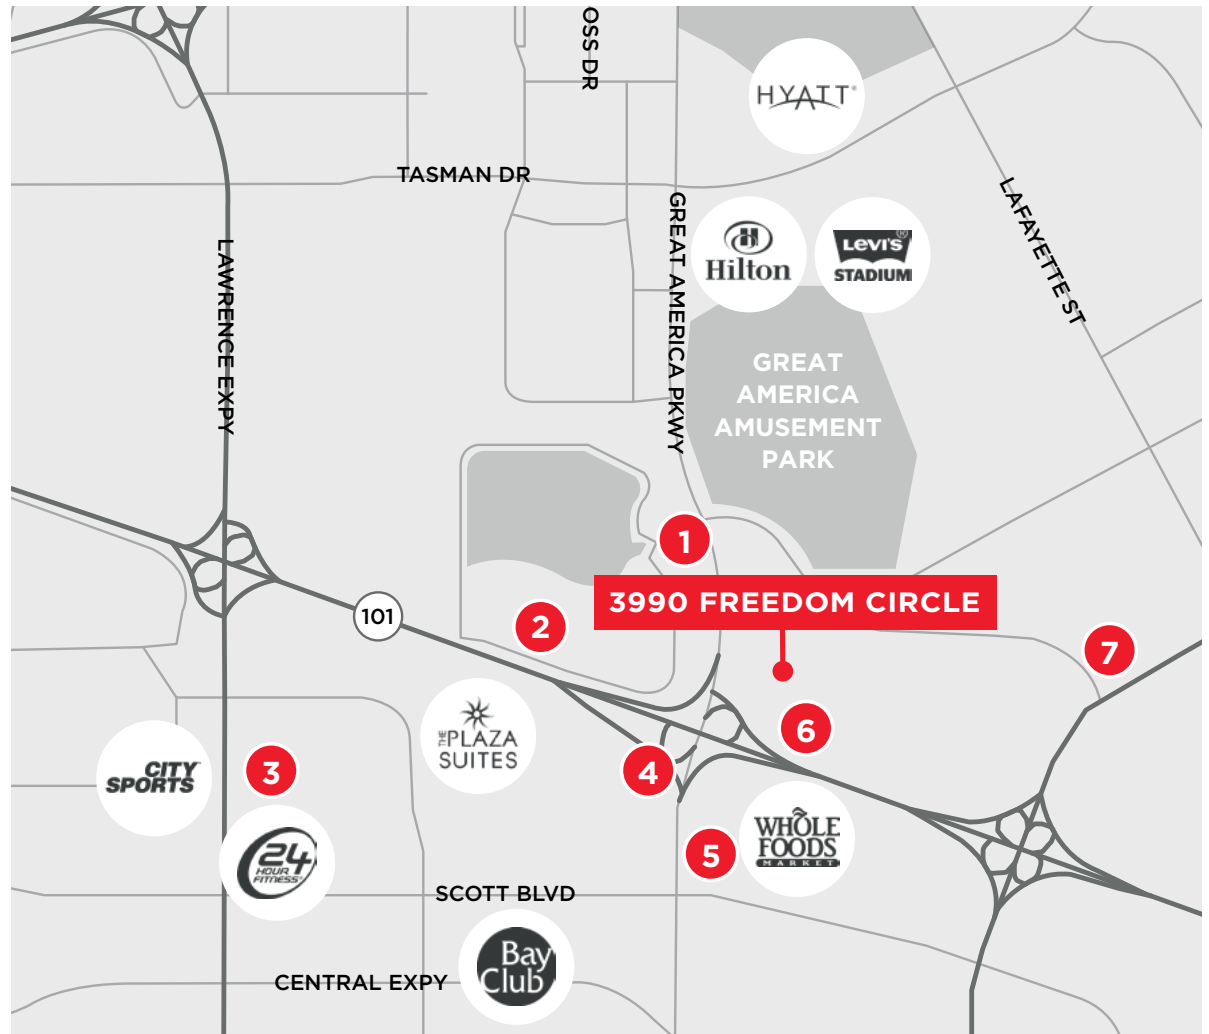 OSS DR
HYATT®
TASMAN DR
LAFAYETTE ST
GREAT AMERICA PKWY
Hilton
LEVI'S®
STADIUM
LAWRENCE EXPY
GREAT
AMERICA
AMUSEMENT
PARK
1
3990 FREEDOM CIRCLE
101
2
7
THE PLAZA
SUITES
6
CITY
SPORTS
3
4
24
HOUR
FITNESS
5
WHOLE
FOODS
MARKET
SCOTT BLVD
Bay
Club
CENTRAL EXPY